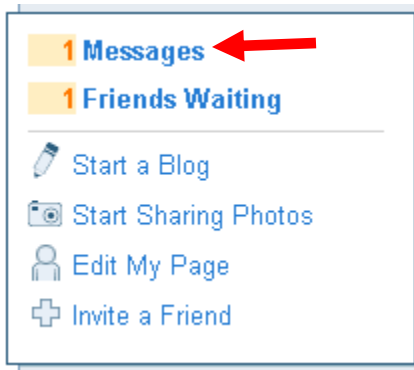 1 Messages
1 Friends Waiting
Start a Blog
Start Sharing Photos
Edit My Page
Invite a Friend